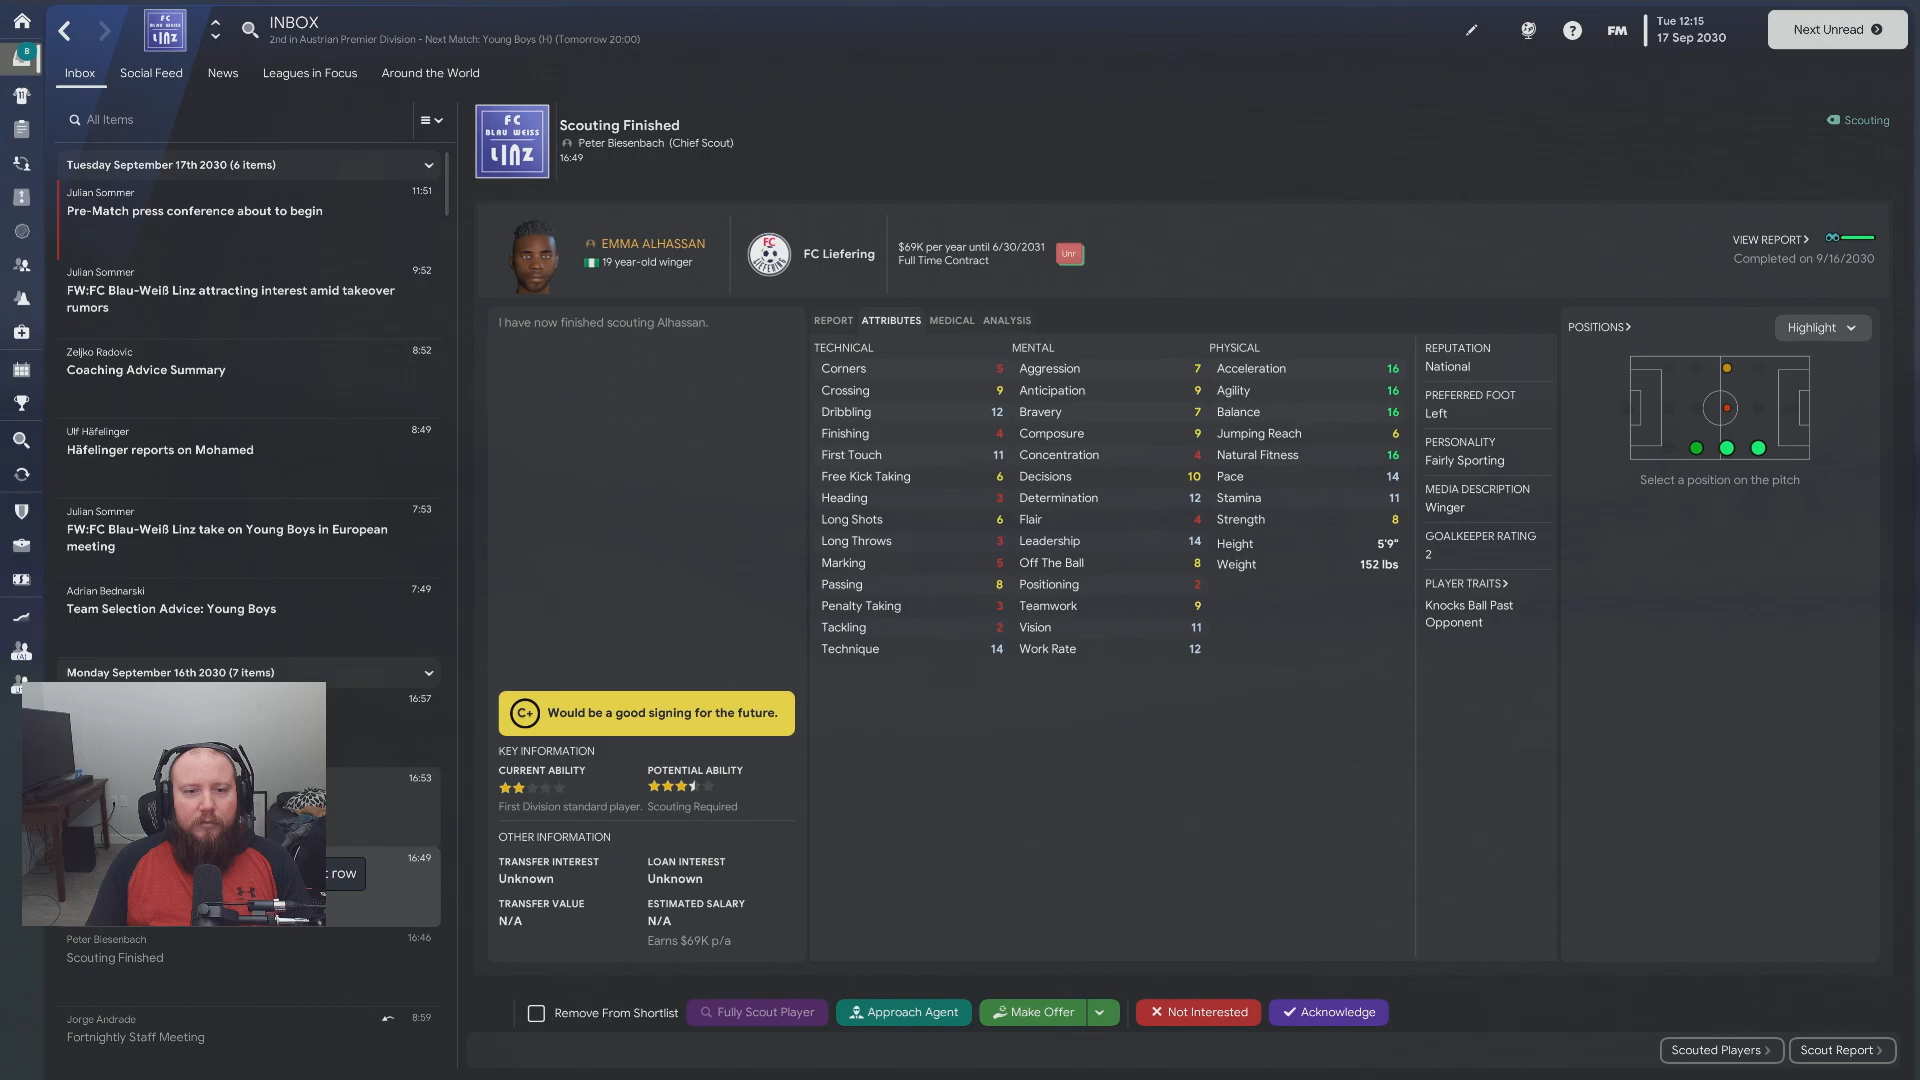 FC
BLAU WEISS
LINZ
INBOX
2nd in Austrian Premier Division - Next Match: Young Boys (H) (Tomorrow 20:00)
FM
Tue 12:15
17 Sep 2030
Next Unread
8
Inbox
Social Feed
News
Leagues in Focus
Around the World
All Items
Tuesday September 17th 2030 (6 items)
Julian Sommer
11:51
Pre-Match press conference about to begin
Julian Sommer
9:52
FW:FC Blau-Weiß Linz attracting interest amid takeover
rumors
Zeljko Radovic
8:52
Coaching Advice Summary
Ulf Häfelinger
8:49
Häfelinger reports on Mohamed
Julian Sommer
7:53
FW:FC Blau-Weiß Linz take on Young Boys in European
meeting
Adrian Bednarski
7:49
Team Selection Advice: Young Boys
Monday September 16th 2030 (7 items)
16:57
16:53
16:49
row
Peter Biesenbach
16:46
Scouting Finished
Jorge Andrade
8:59
Fortnightly Staff Meeting
FC
BLAU WEISS
LINZ
Scouting Finished
Peter Biesenbach (Chief Scout)
16:49
Scouting
EMMA ALHASSAN
19 year-old winger
FC
LIEFERING
FC Liefering
$69K per year until 6/30/2031
Full Time Contract
Unr
VIEW REPORT
Completed on 9/16/2030
I have now finished scouting Alhassan.
C+ Would be a good signing for the future.
KEY INFORMATION
CURRENT ABILITY
POTENTIAL ABILITY
First Division standard player.
Scouting Required
OTHER INFORMATION
TRANSFER INTEREST
LOAN INTEREST
Unknown
Unknown
TRANSFER VALUE
ESTIMATED SALARY
N/A
N/A
Earns $69K p/a
REPORT ATTRIBUTES MEDICAL ANALYSIS
TECHNICAL
Corners 5
Crossing 9
Dribbling 12
Finishing 4
First Touch 11
Free Kick Taking 6
Heading 3
Long Shots 6
Long Throws 3
Marking 5
Passing 8
Penalty Taking 3
Tackling 2
Technique 14
MENTAL
Aggression 7
Anticipation 9
Bravery 7
Composure 9
Concentration 4
Decisions 10
Determination 12
Flair 4
Leadership 14
Off The Ball 8
Positioning 2
Teamwork 9
Vision 11
Work Rate 12
PHYSICAL
Acceleration 16
Agility 16
Balance 16
Jumping Reach 6
Natural Fitness 16
Pace 14
Stamina 11
Strength 8
Height 5'9"
Weight 152 lbs
REPUTATION
National
PREFERRED FOOT
Left
PERSONALITY
Fairly Sporting
MEDIA DESCRIPTION
Winger
GOALKEEPER RATING
2
PLAYER TRAITS
Knocks Ball Past
Opponent
POSITIONS
Highlight
Select a position on the pitch
Remove From Shortlist
Fully Scout Player
Approach Agent
Make Offer
Not Interested
Acknowledge
Scouted Players
Scout Report